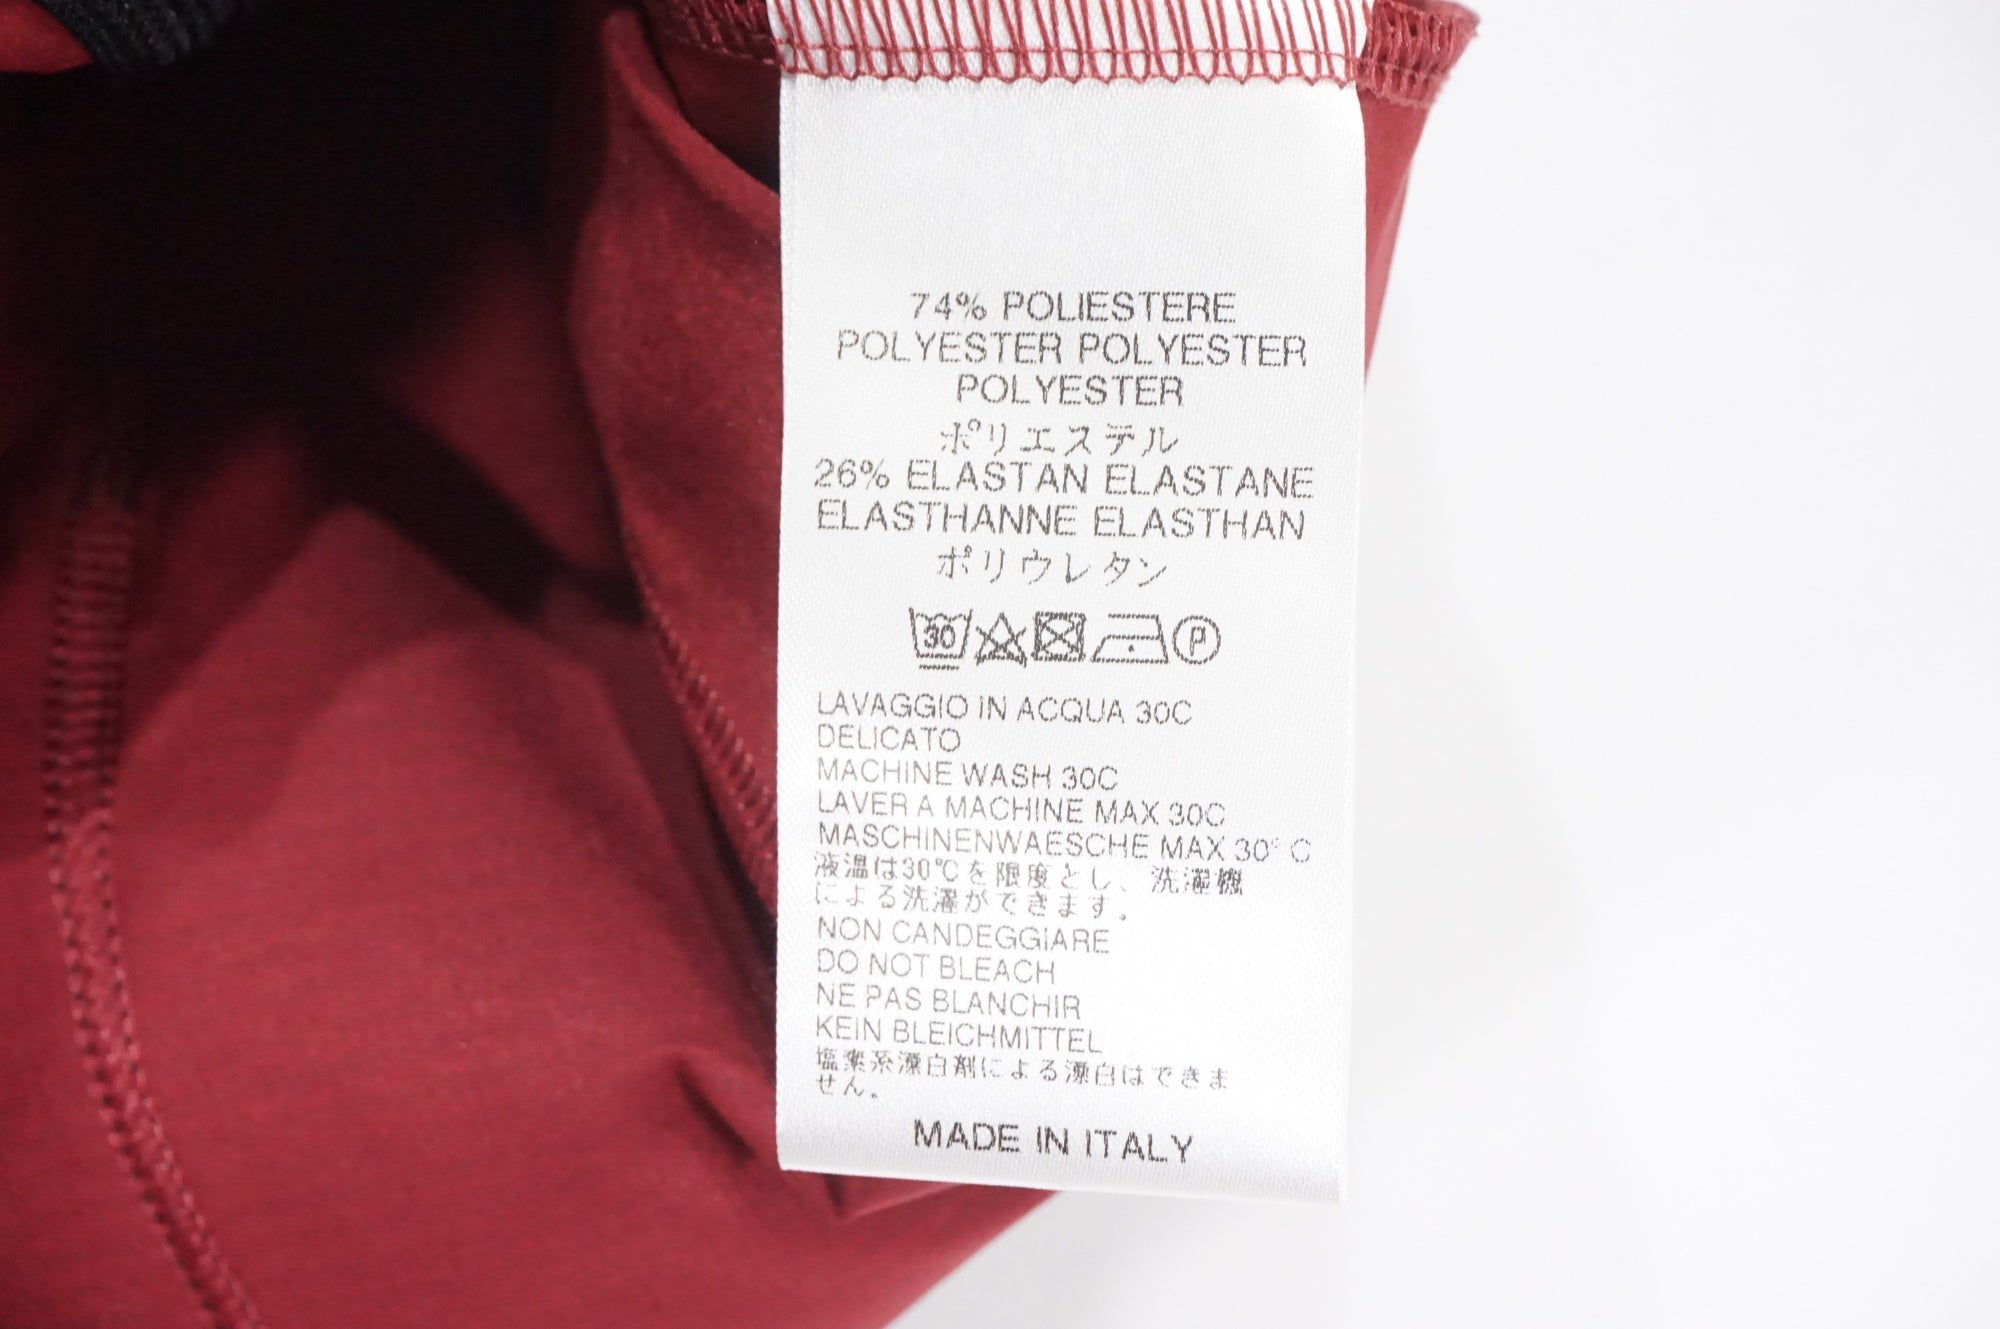 74% POLIESTERE
POLYESTER POLYESTER
POLYESTER
ポリエステル
26% ELASTAN ELASTANE
ELASTHANNE ELASTHAN
ポリウレタン
30 P
LAVAGGIO IN ACQUA 30C
DELICATO
MACHINE WASH 30C
LAVER A MACHINE MAX 30C
MASCHINENWAESCHE MAX 30° C
液温は30℃を限度とし、洗濯機
による洗濯ができます。
NON CANDEGGIARE
DO NOT BLEACH
NE PAS BLANCHIR
KEIN BLEICHMITTEL
塩素系漂白剤による漂白はできま
せん。
MADE IN ITALY